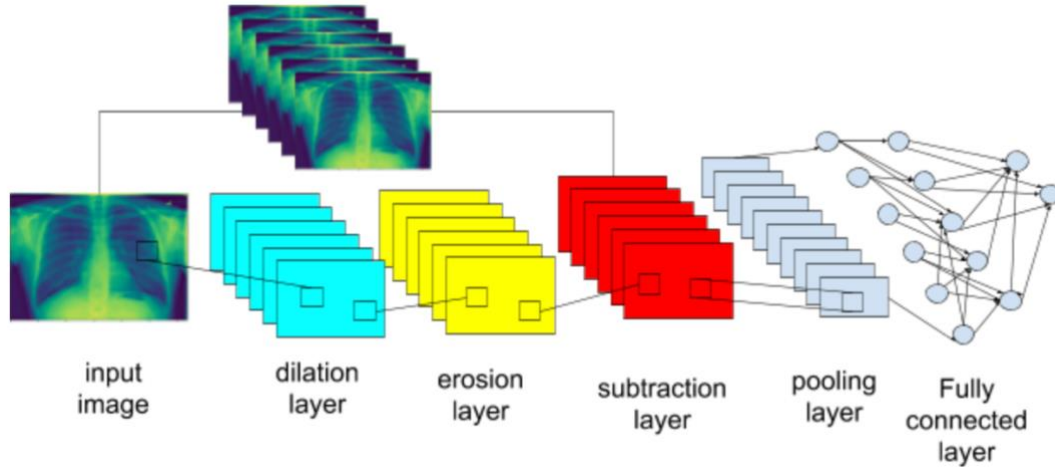 input
image
dilation
layer
erosion
layer
subtraction
layer
pooling
layer
Fully
connected
layer